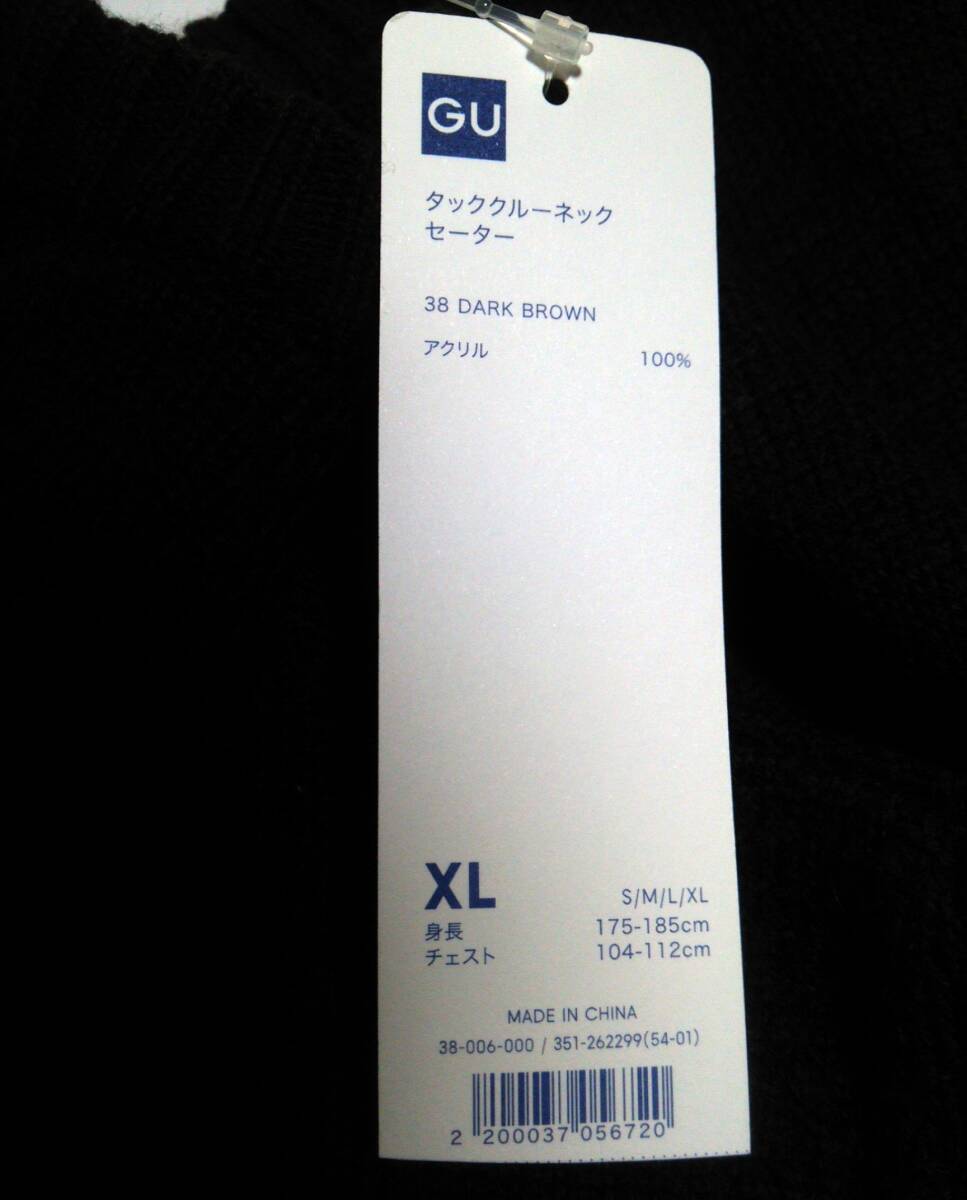 GU
タッククルーネック
セーター
38 DARK BROWN
アクリル 100%
XL S/M/L/XL
身長 175-185cm
チェスト 104-112cm
MADE IN CHINA
38-006-000 / 351-262299(54-01)
2 200037 056720